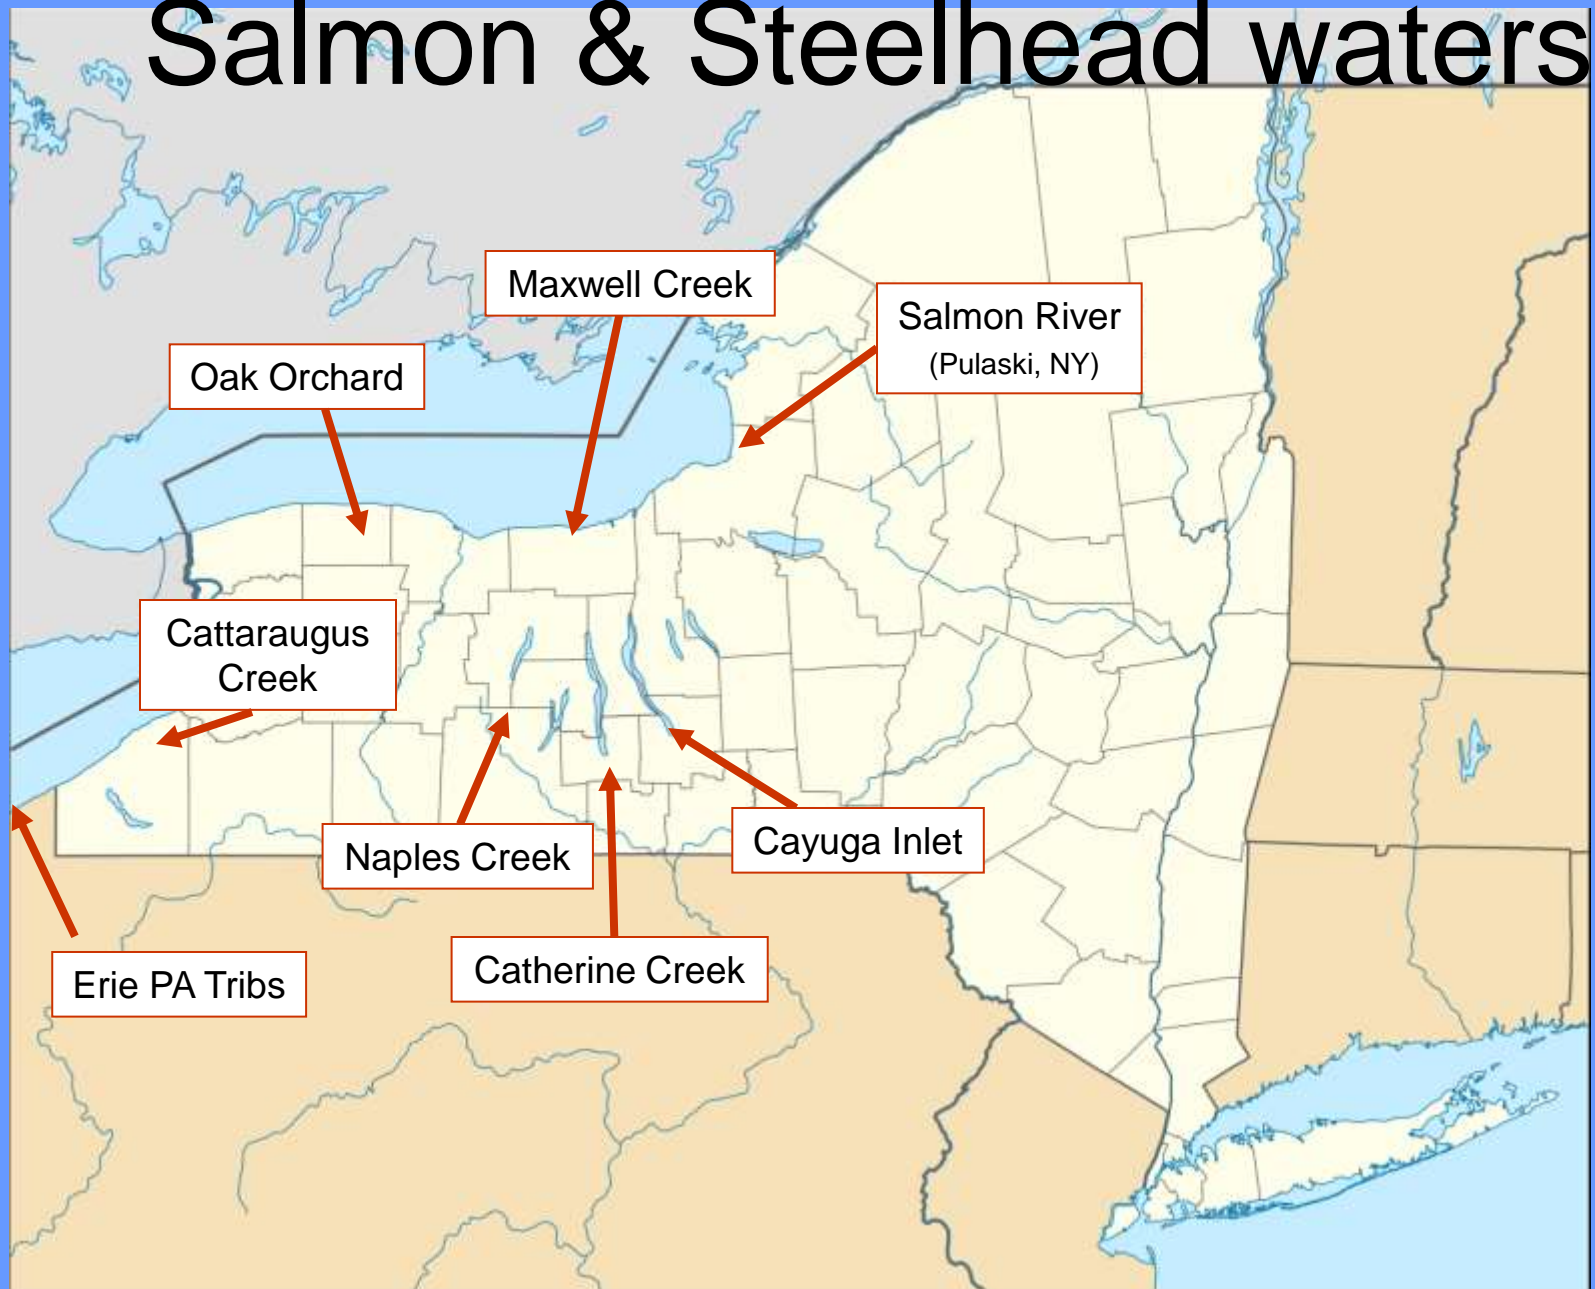 Salmon & Steelhead waters
Maxwell Creek
Salmon River
(Pulaski, NY)
Oak Orchard
Cattaraugus
Creek
Naples Creek
Cayuga Inlet
Erie PA Tribs
Catherine Creek